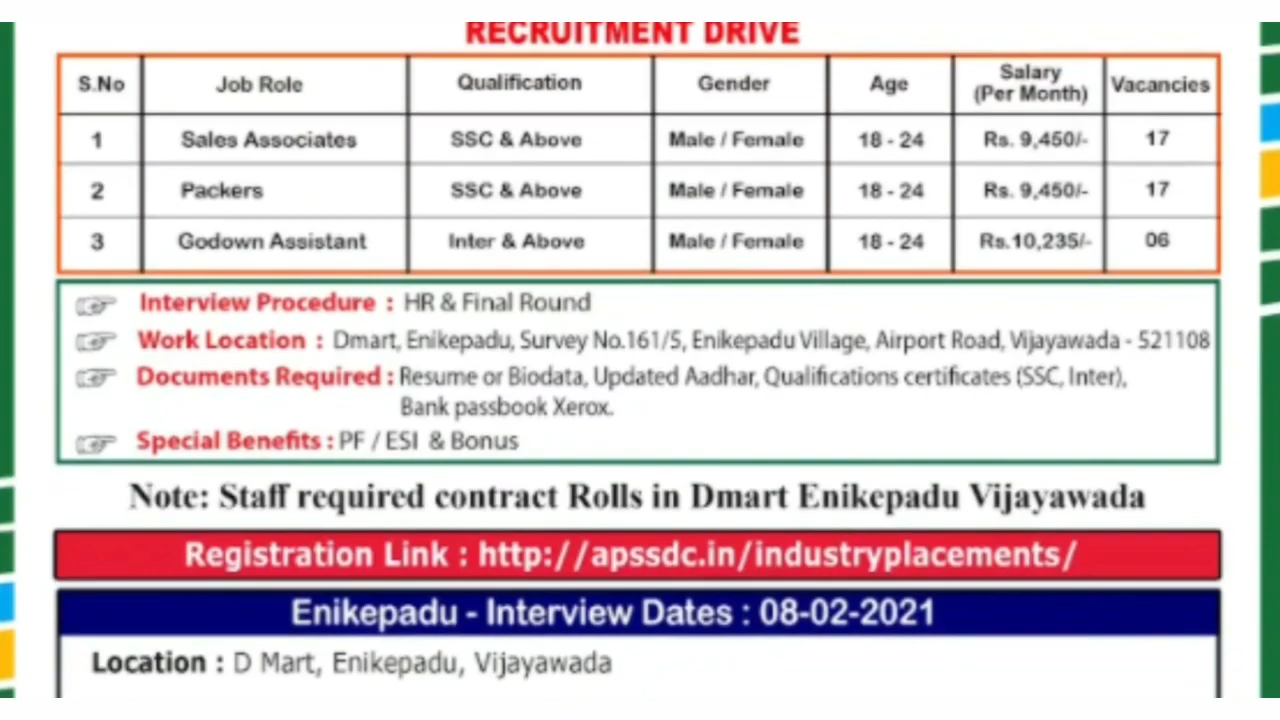 RECRUITMENT DRIVE
S.No Job Role Qualification Gender Age Salary (Per Month) Vacancies
1 Sales Associates SSC & Above Male / Female 18 - 24 Rs. 9,450/- 17
2 Packers SSC & Above Male / Female 18 - 24 Rs. 9,450/- 17
3 Godown Assistant Inter & Above Male / Female 18 - 24 Rs.10,235/- 06
Interview Procedure : HR & Final Round
Work Location : Dmart, Enikepadu, Survey No.161/5, Enikepadu Village, Airport Road, Vijayawada - 521108
Documents Required : Resume or Biodata, Updated Aadhar, Qualifications certificates (SSC, Inter),
Bank passbook Xerox.
Special Benefits : PF / ESI & Bonus
Note: Staff required contract Rolls in Dmart Enikepadu Vijayawada
Registration Link : http://apssdc.in/industryplacements/
Enikepadu - Interview Dates : 08-02-2021
Location : D Mart, Enikepadu, Vijayawada